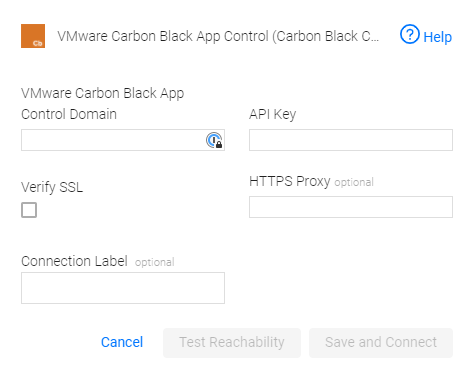 Cb
VMware Carbon Black App Control (Carbon Black C...
Help
VMware Carbon Black App
Control Domain
API Key
Verify SSL
HTTPS Proxy optional
Connection Label optional
Cancel
Test Reachability
Save and Connect